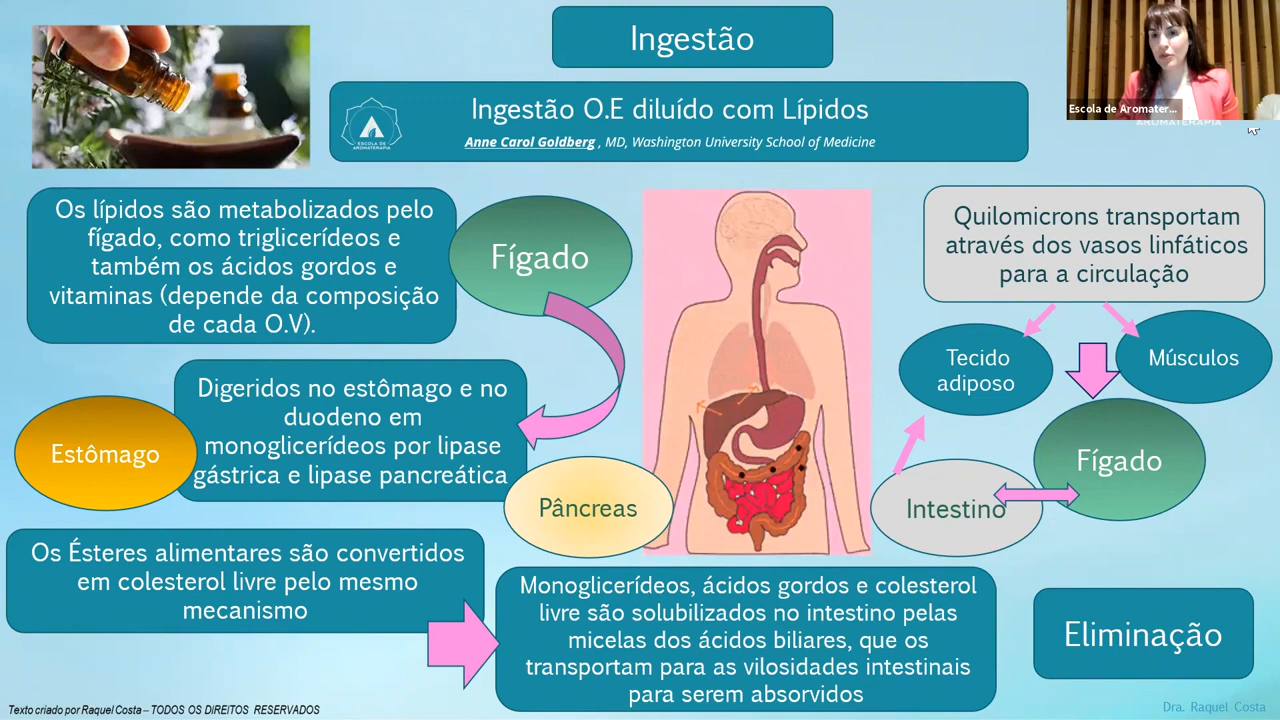 Ingestão
Escola de Aromater...
AROMATERAPIA
Ingestão O.E diluído com Lípidos
Anne Carol Goldberg , MD, Washington University School of Medicine
ESCOLA DE
AROMATERAPIA
Os lípidos são metabolizados pelo
fígado, como triglicerídeos e
também os ácidos gordos e
vitaminas (depende da composição
de cada O.V).
Fígado
Quilomicrons transportam
através dos vasos linfáticos
para a circulação
Tecido
adiposo
Músculos
Digeridos no estômago e no
duodeno em
monoglicerídeos por lipase
gástrica e lipase pancreática
Estômago
Pâncreas
Intestino
Fígado
Os Ésteres alimentares são convertidos
em colesterol livre pelo mesmo
mecanismo
Monoglicerídeos, ácidos gordos e colesterol
livre são solubilizados no intestino pelas
micelas dos ácidos biliares, que os
transportam para as vilosidades intestinais
para serem absorvidos
Eliminação
Texto criado por Raquel Costa – TODOS OS DIREITOS RESERVADOS
Dra. Raquel Costa